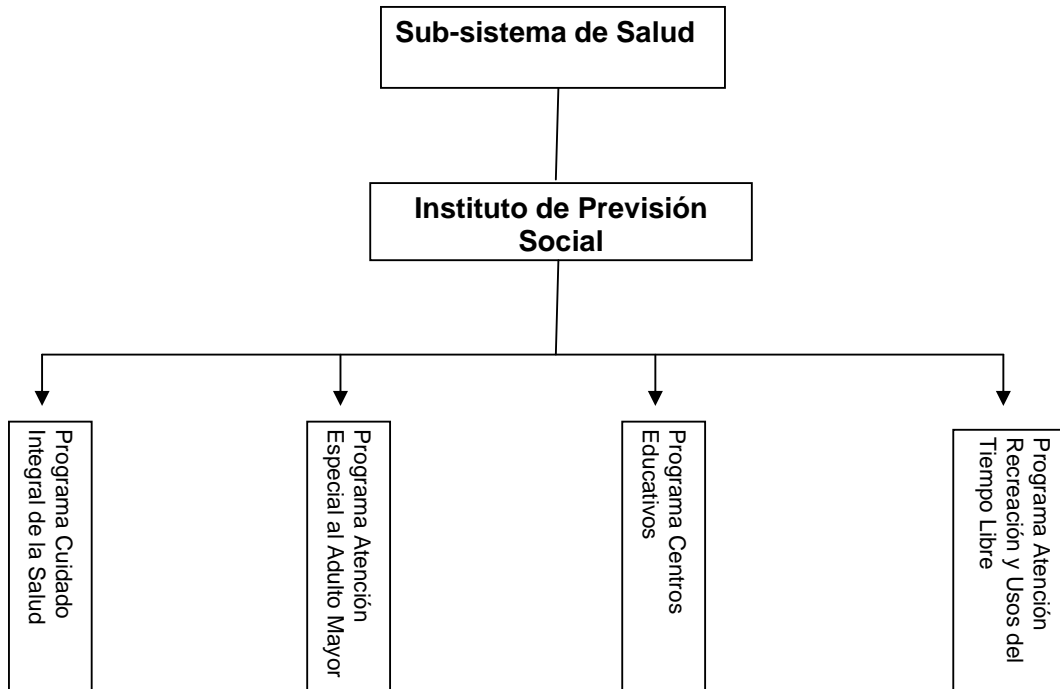 Sub-sistema de Salud
Instituto de Previsión
Social
Programa Cuidado
Integral de la Salud
Programa Atención
Especial al Adulto Mayor
Programa Centros
Educativos
Programa Atención
Recreación y Usos del
Tiempo Libre